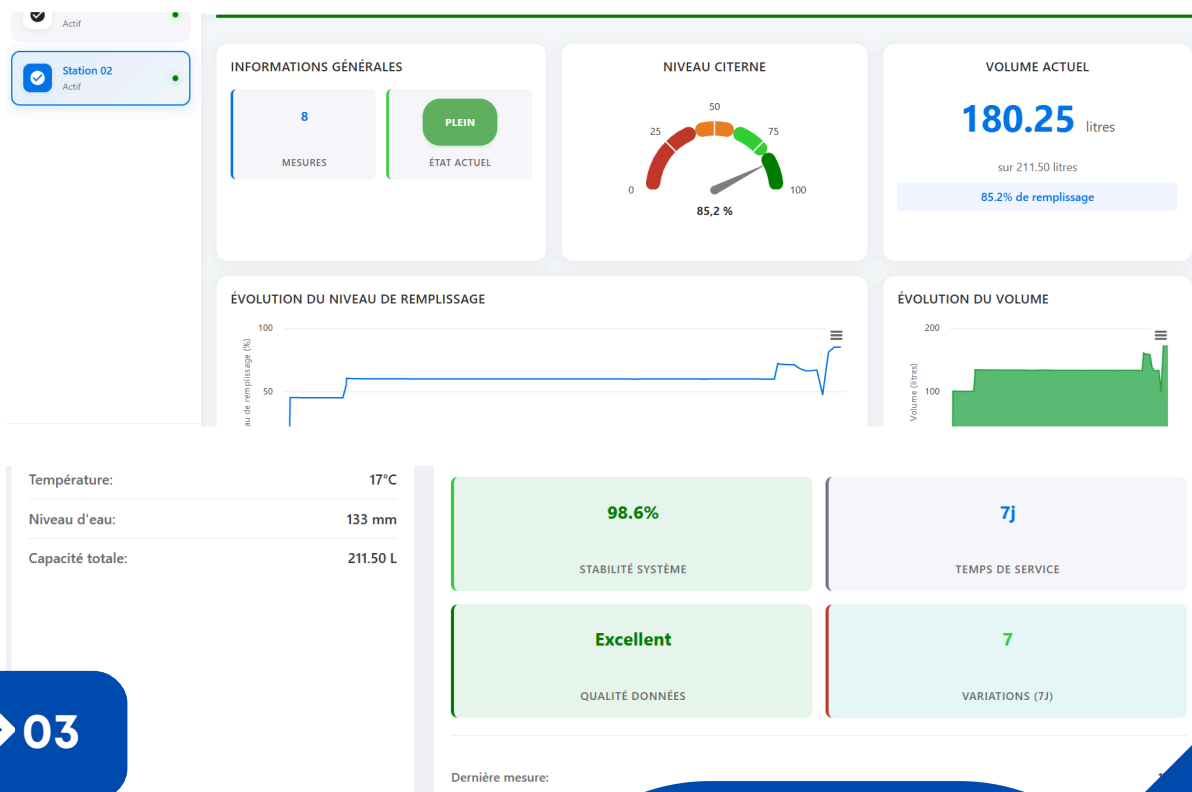 Actif
Station 02
Actif
INFORMATIONS GÉNÉRALES
8
MESURES
PLEIN
ÉTAT ACTUEL
NIVEAU CITERNE
0
25
50
75
100
85,2 %
VOLUME ACTUEL
180.25 litres
sur 211.50 litres
85.2% de remplissage
ÉVOLUTION DU NIVEAU DE REMPLISSAGE
100
50
au de remplissage (%)
ÉVOLUTION DU VOLUME
200
100
Volume (litres)
Température: 17°C
Niveau d'eau: 133 mm
Capacité totale: 211.50 L
98.6%
STABILITÉ SYSTÈME
7j
TEMPS DE SERVICE
Excellent
QUALITÉ DONNÉES
7
VARIATIONS (7J)
Dernière mesure:
03